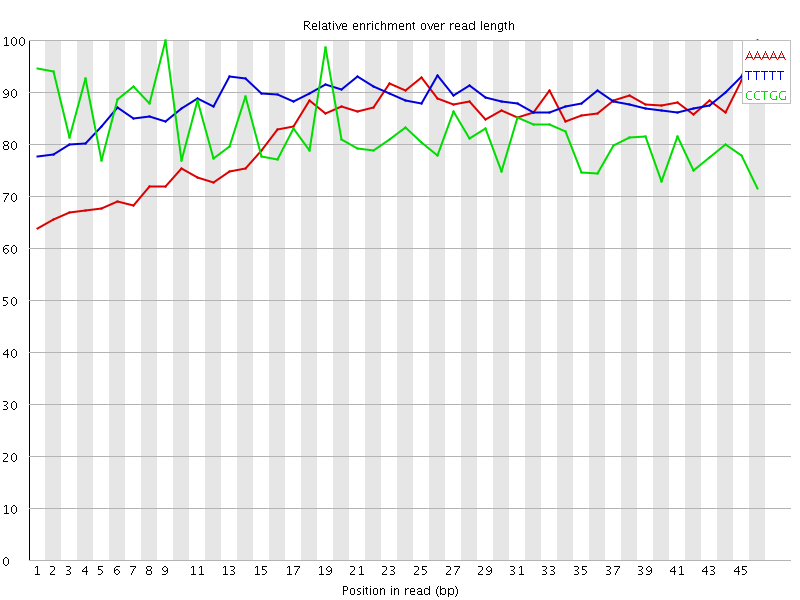 Relative enrichment over read length
100
90
80
70
60
50
40
30
20
10
0
AAAAA
TTTTT
CCTGG
1 2 3 4 5 6 7 8 9 11 13 15 17 19 21 23 25 27 29 31 33 35 37 39 41 43 45
Position in read (bp)